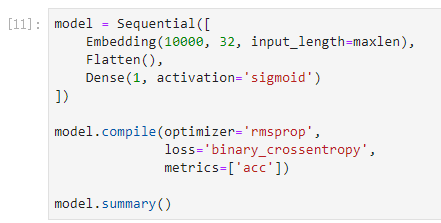 [11]: model = Sequential([
    Embedding(10000, 32, input_length=maxlen),
    Flatten(),
    Dense(1, activation='sigmoid')
])

model.compile(optimizer='rmsprop',
              loss='binary_crossentropy',
              metrics=['acc'])

model.summary()